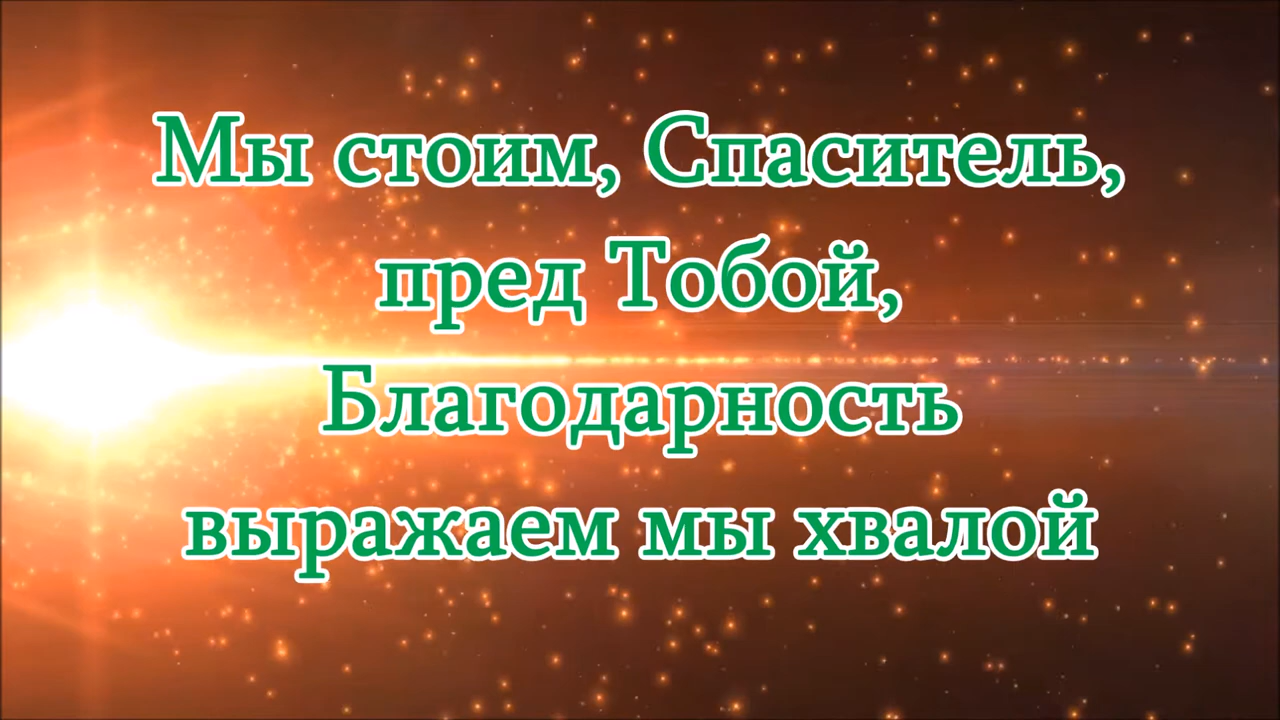 Мы стоим, Спаситель,
пред Тобой,
Благодарность
выражаем мы хвалой